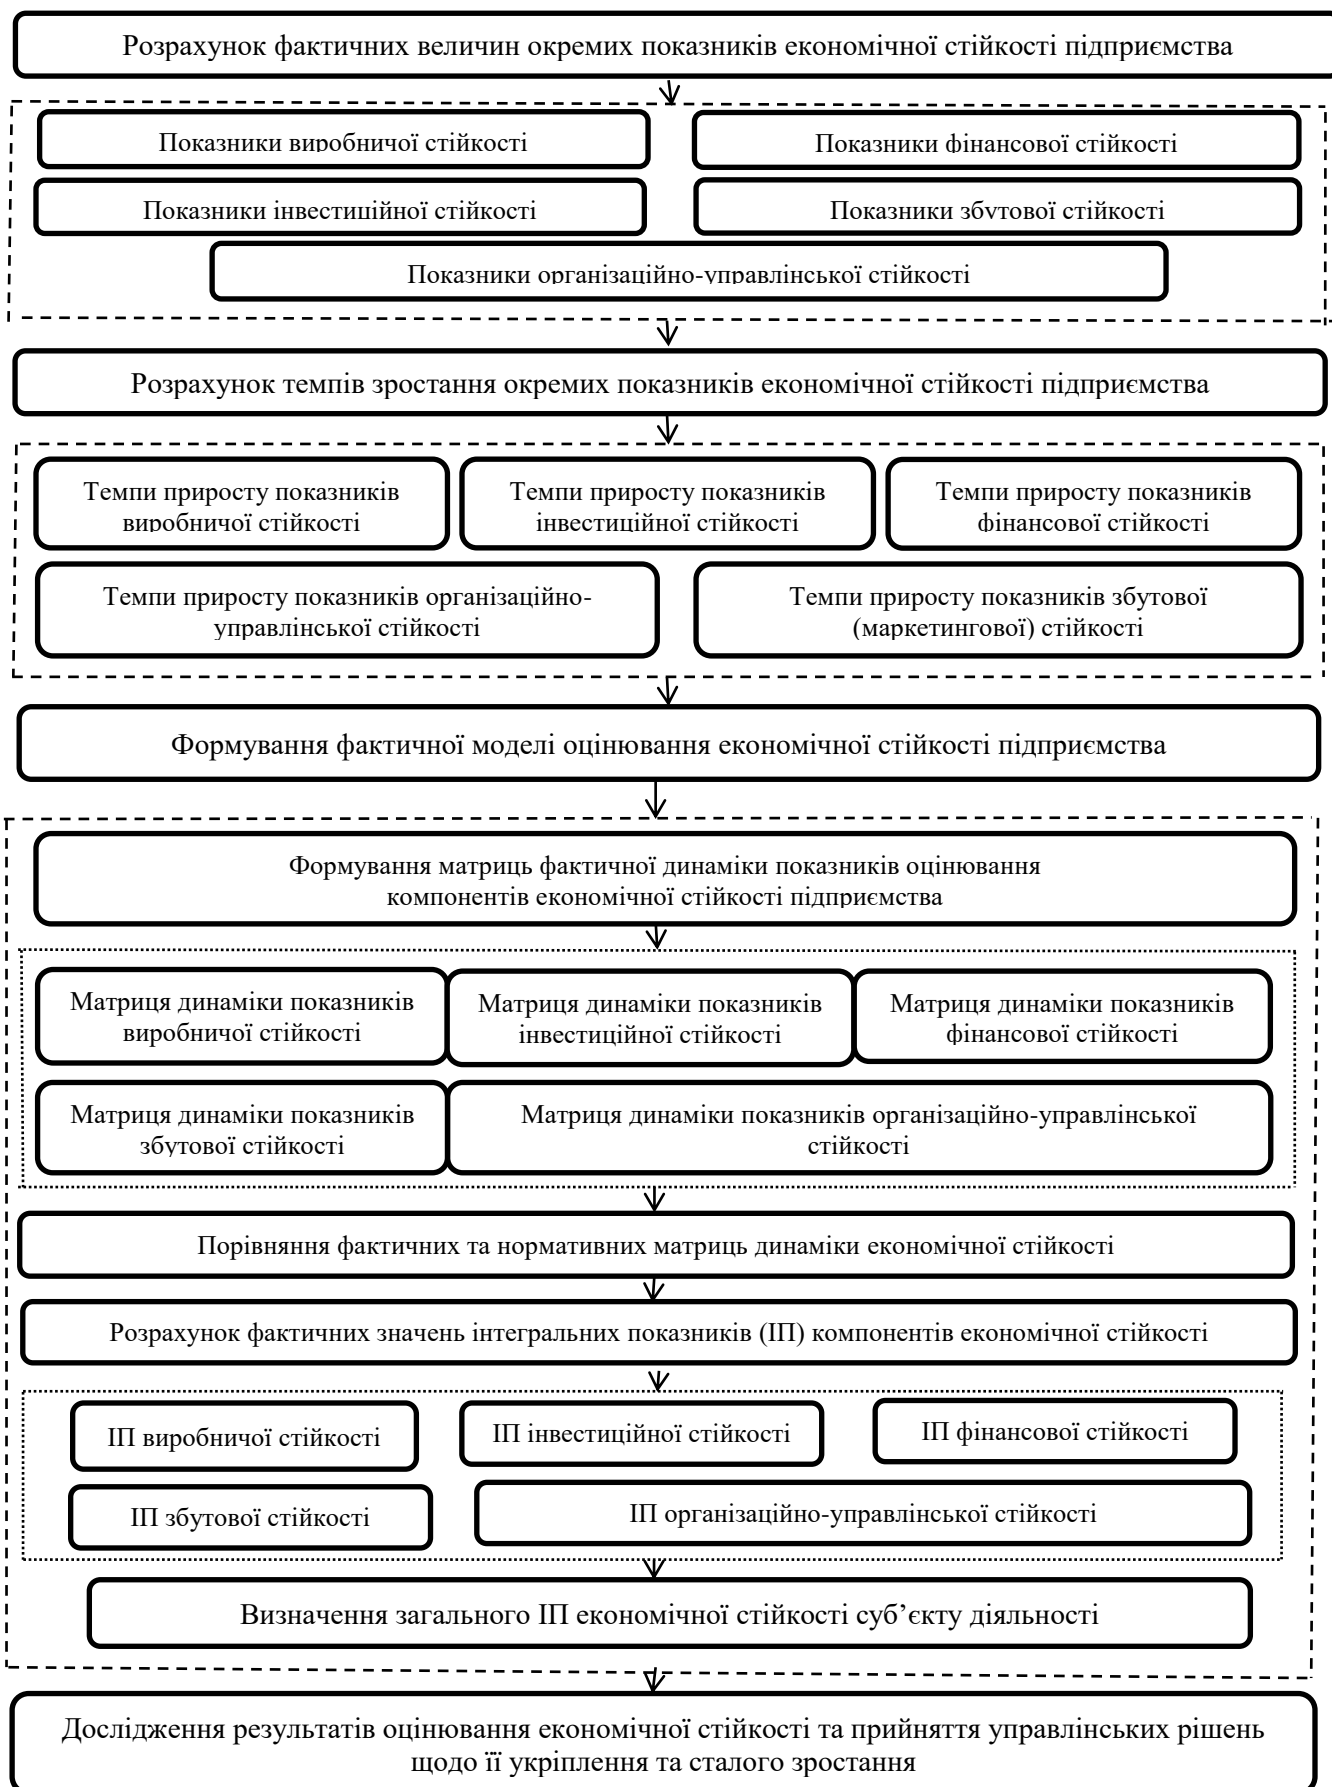 Розрахунок фактичних величин окремих показників економічної стійкості підприємства
Показники виробничої стійкості
Показники фінансової стійкості
Показники інвестиційної стійкості
Показники збутової стійкості
Показники організаційно-управлінської стійкості
Розрахунок темпів зростання окремих показників економічної стійкості підприємства
Темпи приросту показників
виробничої стійкості
Темпи приросту показників
інвестиційної стійкості
Темпи приросту показників
фінансової стійкості
Темпи приросту показників організаційно-
управлінської стійкості
Темпи приросту показників збутової
(маркетингової) стійкості
Формування фактичної моделі оцінювання економічної стійкості підприємства
Формування матриць фактичної динаміки показників оцінювання
компонентів економічної стійкості підприємства
Матриця динаміки показників
виробничої стійкості
Матриця динаміки показників
інвестиційної стійкості
Матриця динаміки показників
фінансової стійкості
Матриця динаміки показників
збутової стійкості
Матриця динаміки показників організаційно-управлінської
стійкості
Порівняння фактичних та нормативних матриць динаміки економічної стійкості
Розрахунок фактичних значень інтегральних показників (ІП) компонентів економічної стійкості
ІП виробничої стійкості
ІП інвестиційної стійкості
ІП фінансової стійкості
ІП збутової стійкості
ІП організаційно-управлінської стійкості
Визначення загального ІП економічної стійкості суб’єкту діяльності
Дослідження результатів оцінювання економічної стійкості та прийняття управлінських рішень
щодо її укріплення та сталого зростання